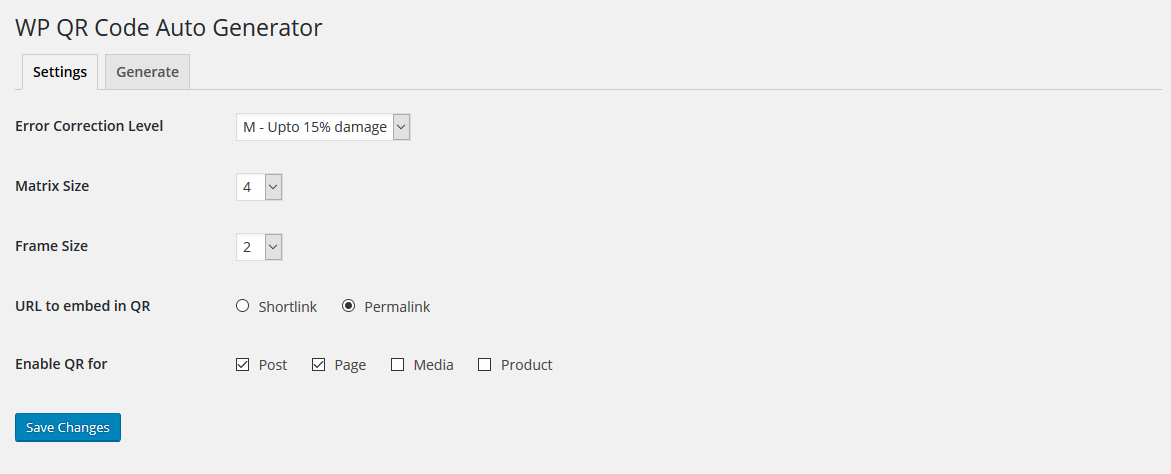 WP QR Code Auto Generator
Settings Generate
Error Correction Level M - Upto 15% damage
Matrix Size 4
Frame Size 2
URL to embed in QR Shortlink Permalink
Enable QR for Post Page Media Product
Save Changes